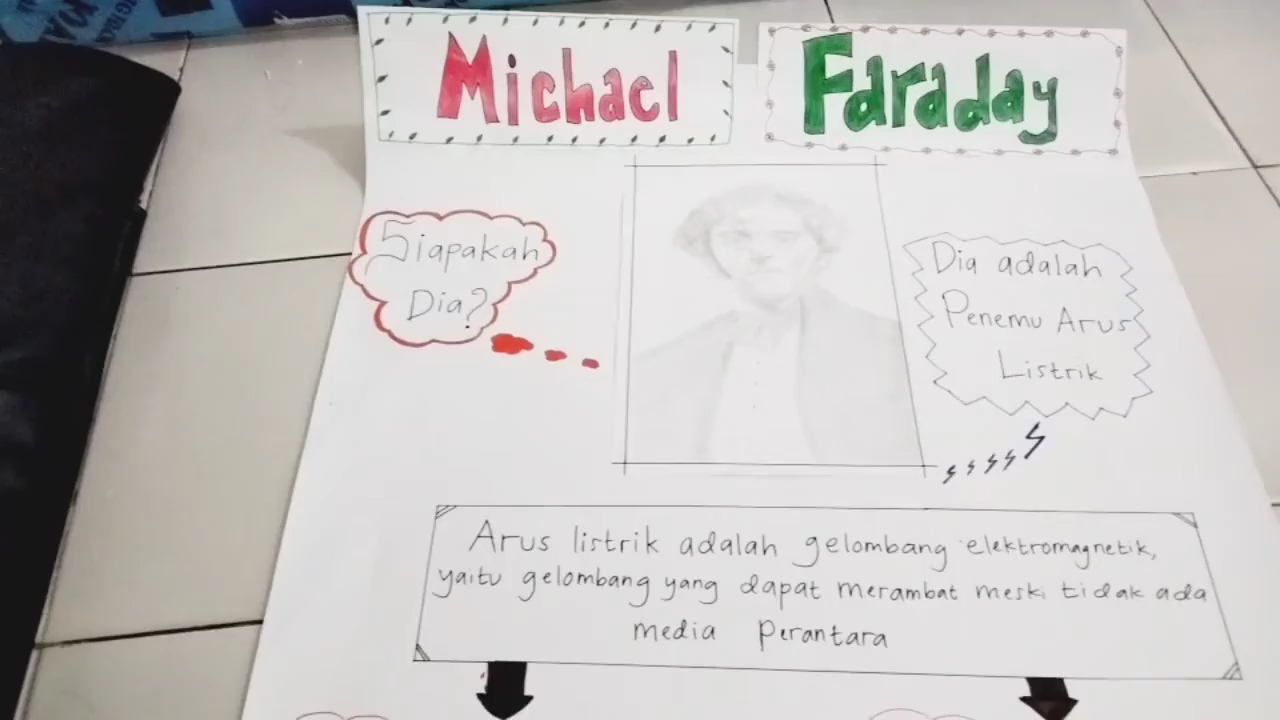 Michael Faraday
Siapakah
Dia?
Dia adalah
Penemu Arus
Listrik
Arus listrik adalah gelombang elektromagnetik,
yaitu gelombang yang dapat merambat meski tidak ada
media Perantara